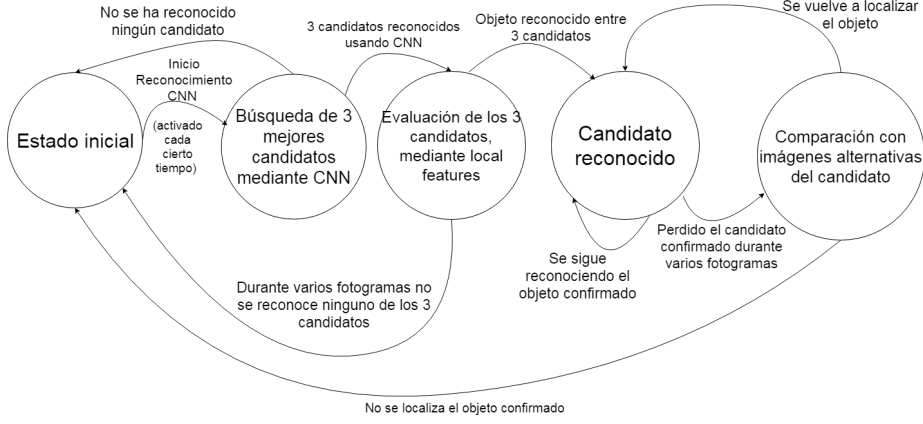 No se ha reconocido
ningún candidato
3 candidatos reconocidos
usando CNN
Objeto reconocido entre
3 candidatos
Se vuelve a localizar
el objeto
Inicio
Reconocimiento
CNN
(activado
cada
cierto
tiempo)
Estado inicial
Búsqueda de 3
mejores
candidatos
mediante CNN
Evaluación de los 3
candidatos,
mediante local
features
Candidato
reconocido
Comparación con
imágenes alternativas
del candidato
Perdido el candidato
confirmado durante
varios fotogramas
Se sigue
reconociendo el
objeto confirmado
Durante varios fotogramas no
se reconoce ninguno de los 3
candidatos
No se localiza el objeto confirmado